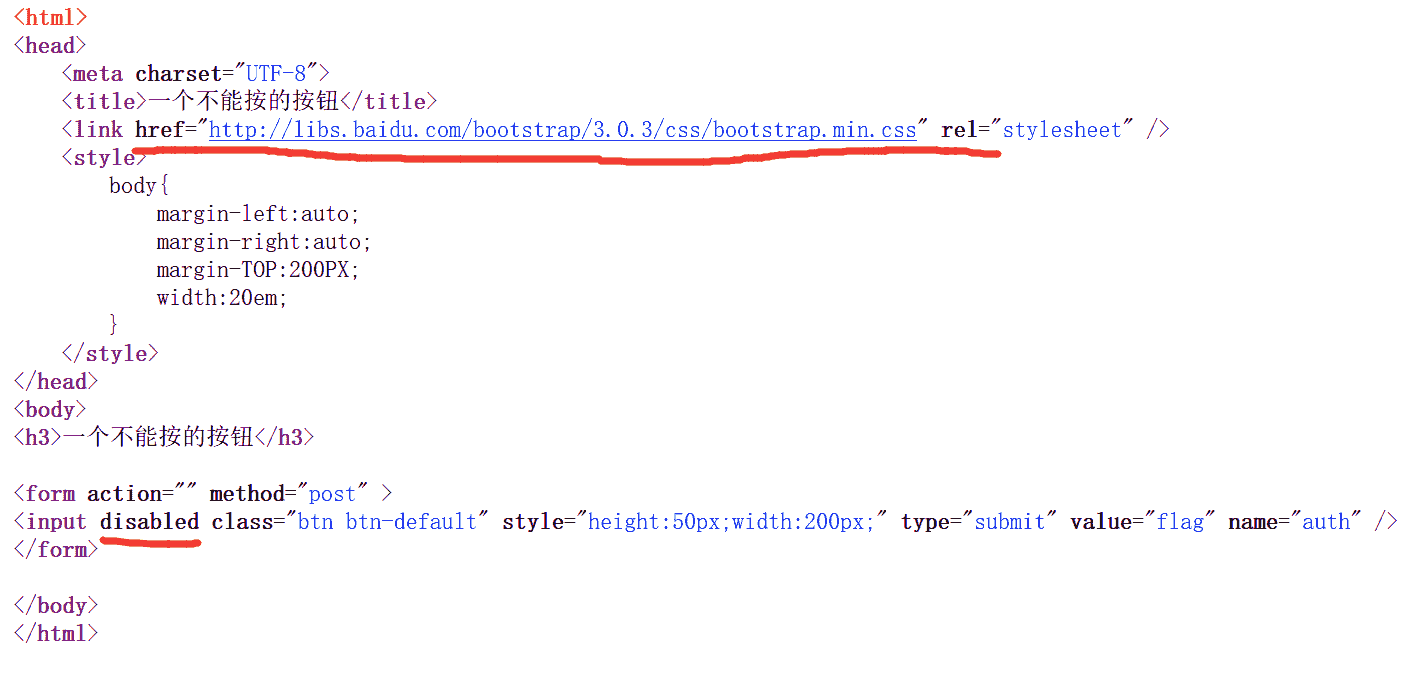 <html>
<head>
<meta charset="UTF-8">
<title>一个不能按的按钮</title>
<link href="http://libs.baidu.com/bootstrap/3.0.3/css/bootstrap.min.css" rel="stylesheet" />
<style>
body{
margin-left:auto;
margin-right:auto;
margin-TOP:200PX;
width:20em;
}
</style>
</head>
<body>
<h3>一个不能按的按钮</h3>
<form action="" method="post" >
<input disabled class="btn btn-default" style="height:50px;width:200px;" type="submit" value="flag" name="auth" />
</form>
</body>
</html>